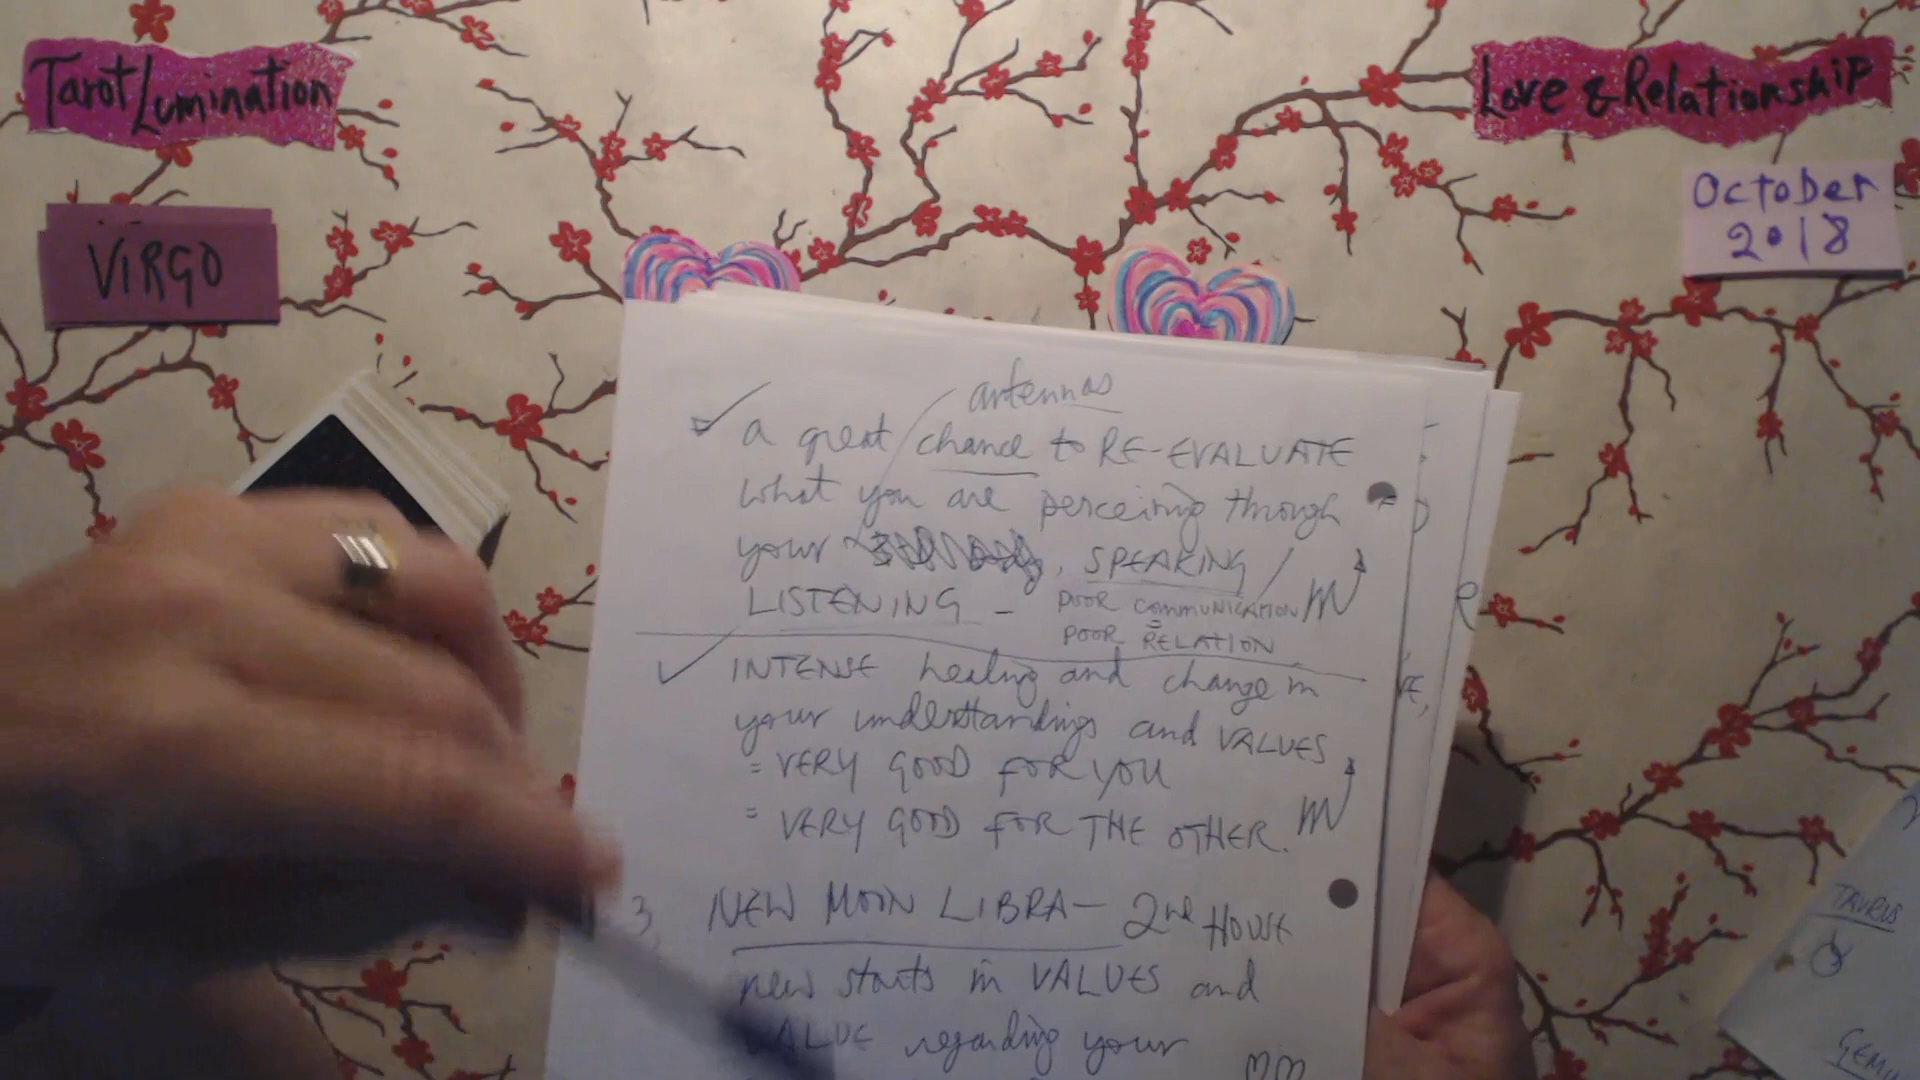 Tarot Lumination
Love & Relationship
VIRGO
October
2018
antennas
a great chance to RE-EVALUATE
what you are perceiving through
your , SPEAKING
LISTENING - POOR COMMUNICATION
=
POOR RELATION
INTENSE healing and change in
your understandings and VALUES
= VERY GOOD FOR YOU
= VERY GOOD FOR THE OTHER.
3. NEW MOON LIBRA - 2nd House
new starts in VALUES and
VALUE regarding your
TAURUS